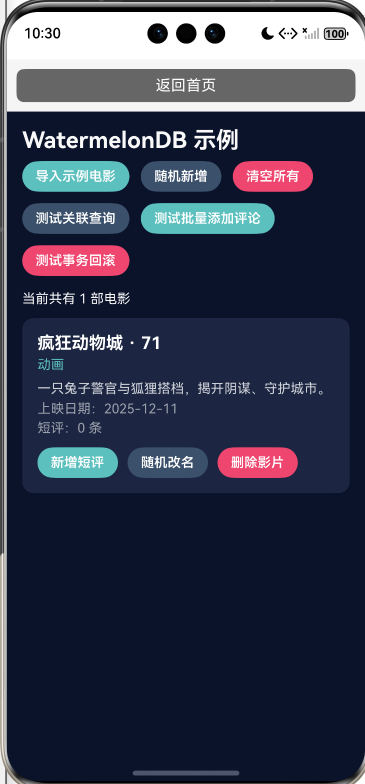 10:30
100
返回首页
WatermelonDB 示例
导入示例电影 随机新增 清空所有
测试关联查询 测试批量添加评论
测试事务回滚
当前共有 1 部电影
疯狂动物城 · 71
动画
一只兔子警官与狐狸搭档，揭开阴谋、守护城市。
上映日期：2025-12-11
短评：0 条
新增短评 随机改名 删除影片